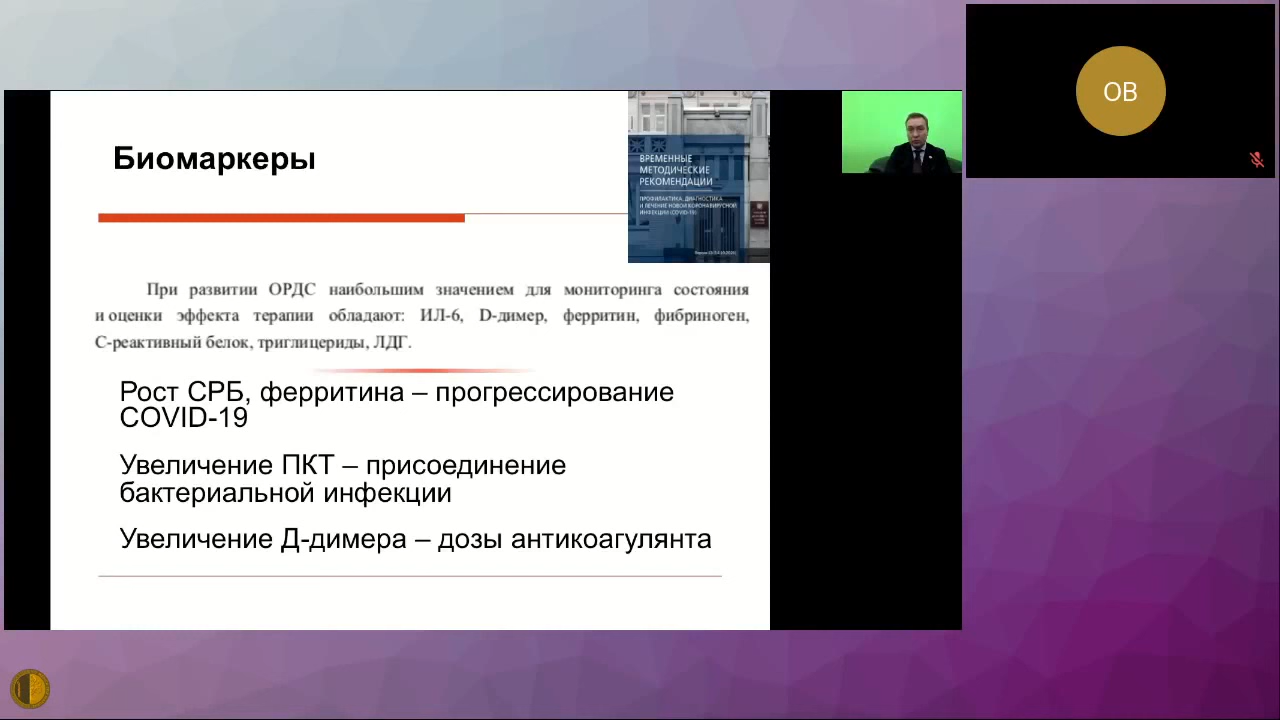 Биомаркеры
ВРЕМЕННЫЕ
МЕТОДИЧЕСКИЕ
РЕКОМЕНДАЦИИ
ПРОФИЛАКТИКА, ДИАГНОСТИКА
И ЛЕЧЕНИЕ НОВОЙ КОРОНАВИРУСНОЙ
ИНФЕКЦИИ (COVID-19)
При развитии ОРДС наибольшим значением для мониторинга состояния
и оценки эффекта терапии обладают: ИЛ-6, D-димер, ферритин, фибриноген,
С-реактивный белок, триглицериды, ЛДГ.
Рост СРБ, ферритина – прогрессирование
COVID-19
Увеличение ПКТ – присоединение
бактериальной инфекции
Увеличение Д-димера – дозы антикоагулянта
ОВ